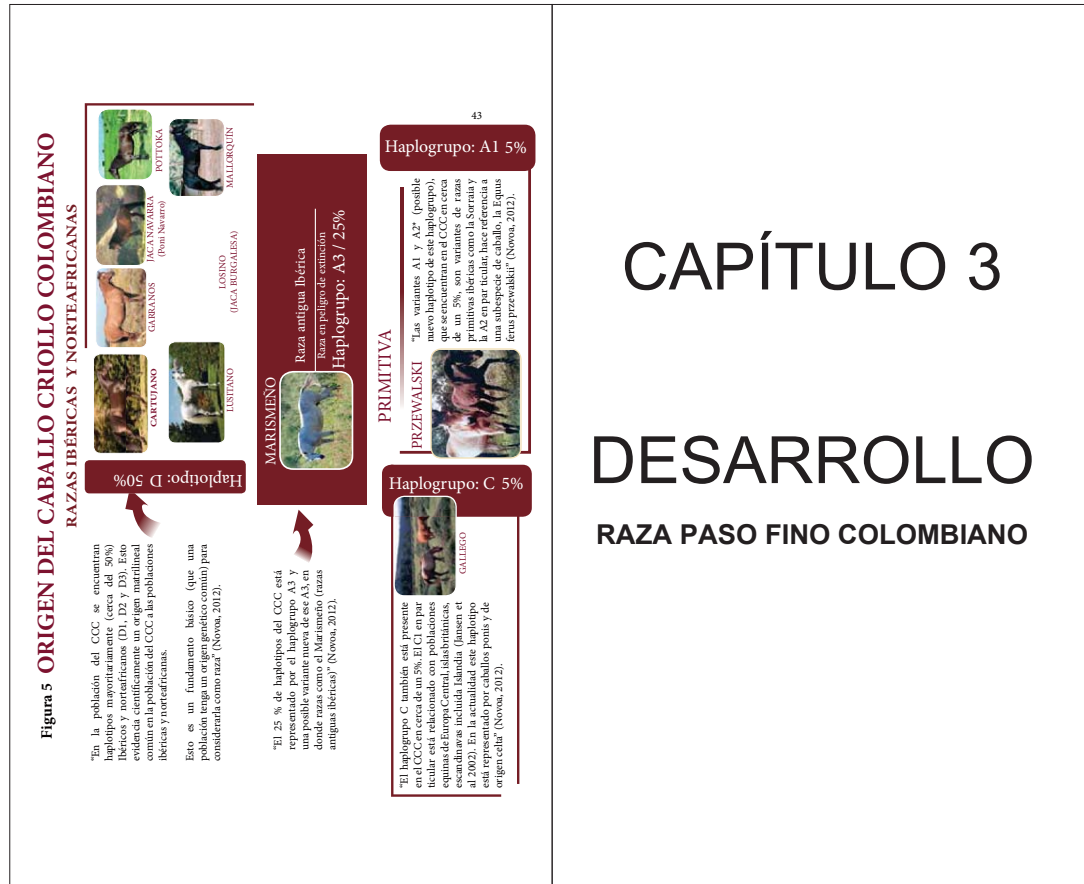 Figura 5 ORIGEN DEL CABALLO CRIOLLO COLOMBIANO
RAZAS IBÉRICAS Y NORTEAFRICANAS
"En la población del CCC se encuentran
haplotipos mayoritariamente (cerca del 50%)
Ibéricos y norteafricanos (D1, D2 y D3). Esto
evidencia científicamente un origen matrilineal
común en la población del CCC a las poblaciones
ibéricas y norteafricanas.
Esto es un fundamento básico (que una
población tenga un origen genético común) para
considerarla como raza" (Novoa, 2012).
Haplotipo: D 50%
CARTUJANO
GARRANOS
JACA NAVARRA
(Poni Navarro)
POTTOKA
LUSITANO
LOSINO
(JACA BURGALESA)
MALLORQUÍN
"El 25 % de haplotipos del CCC está
representado por el haplogrupo A3 y
una posible variante nueva de ese A3, en
donde razas como el Marismeño (razas
antiguas ibéricas)" (Novoa, 2012).
MARISMEÑO
Raza antigua Ibérica
Raza en peligro de extinción
Haplogrupo: A3 / 25%
PRIMITIVA
"El haplogrupo C también está presente
en el CCC en cerca de un 5%. El C1 en par
ticular está relacionado con poblaciones
equinas de Europa Central, islas británicas,
escandinavas incluida Islandia (Jansen et
al 2002). En la actualidad este haplotipo
está representado por caballos ponis y de
origen celta" (Novoa, 2012).
Haplogrupo: C 5%
GALLEGO
PRZEWALSKI
"Las variantes A1 y A2" (posible
nuevo haplotipo de este haplogrupo),
que se encuentran en el CCC en cerca
de un 5%, son variantes de razas
primitivas ibéricas como la Sorraia y
la A2 en par ticular, hace referencia a
una subespecie de caballo, la Equus
ferus przewalskii" (Novoa, 2012).
Haplogrupo: A1 5%
43
CAPÍTULO 3
DESARROLLO
RAZA PASO FINO COLOMBIANO